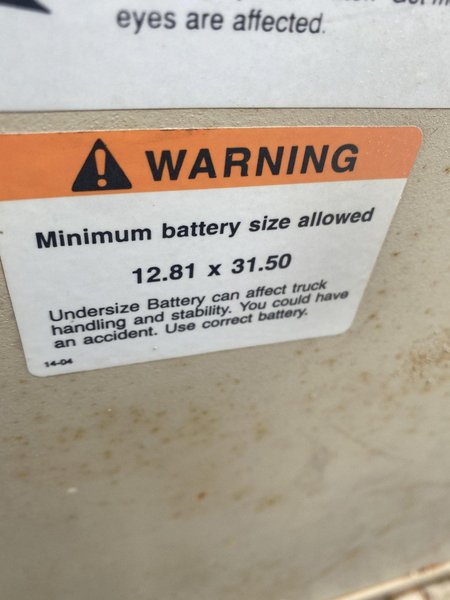 eyes are affected.
WARNING
Minimum battery size allowed
12.81 x 31.50
Undersize Battery can affect truck
handling and stability. You could have
an accident. Use correct battery.
14-04